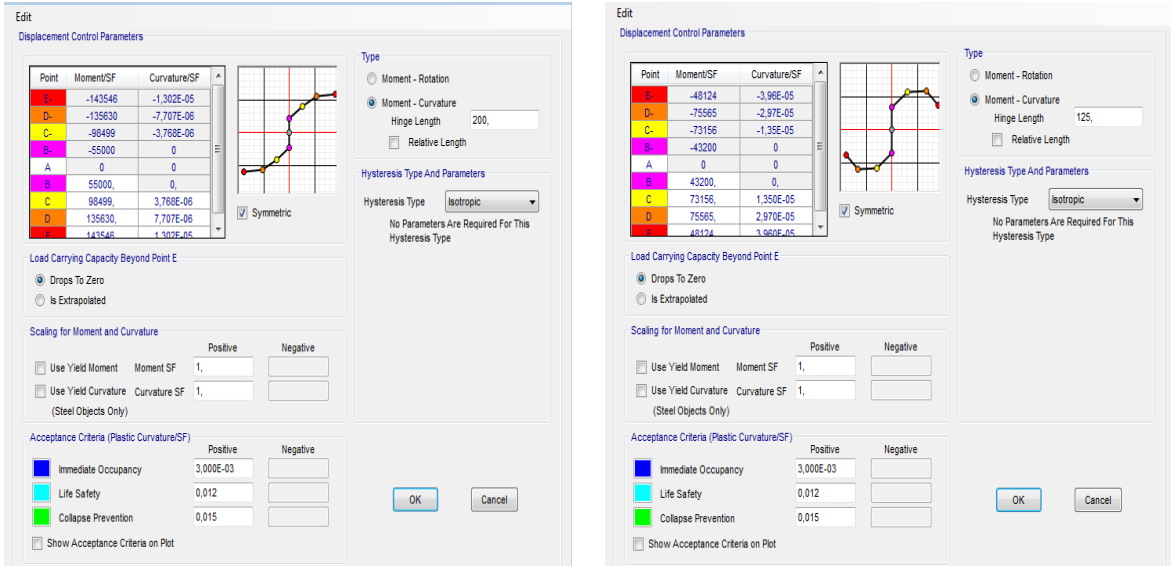 Edit
Displacement Control Parameters
Point Moment/SF Curvature/SF
E- -143546 -1,302E-05
D- -135630 -7,707E-06
C- -98499 -3,768E-06
B- -55000 0
A 0 0
B 55000, 0,
C 98499, 3,768E-06
D 135630, 7,707E-06
E 143546 1,302E-05
Symmetric
Type
Moment - Rotation
Moment - Curvature
Hinge Length 200,
Relative Length
Hysteresis Type And Parameters
Hysteresis Type Isotropic
No Parameters Are Required For This
Hysteresis Type
Load Carrying Capacity Beyond Point E
Drops To Zero
Is Extrapolated
Scaling for Moment and Curvature
Positive Negative
Use Yield Moment Moment SF 1,
Use Yield Curvature Curvature SF 1,
(Steel Objects Only)
Acceptance Criteria (Plastic Curvature/SF)
Positive Negative
Immediate Occupancy 3,000E-03
Life Safety 0,012
Collapse Prevention 0,015
Show Acceptance Criteria on Plot
OK Cancel
Edit
Displacement Control Parameters
Point Moment/SF Curvature/SF
E- -48124 -3,96E-05
D- -75565 -2,97E-05
C- -73156 -1,35E-05
B- -43200 0
A 0 0
B 43200, 0,
C 73156, 1,350E-05
D 75565, 2,970E-05
E 48124 3,960E-05
Symmetric
Type
Moment - Rotation
Moment - Curvature
Hinge Length 125,
Relative Length
Hysteresis Type And Parameters
Hysteresis Type Isotropic
No Parameters Are Required For This
Hysteresis Type
Load Carrying Capacity Beyond Point E
Drops To Zero
Is Extrapolated
Scaling for Moment and Curvature
Positive Negative
Use Yield Moment Moment SF 1,
Use Yield Curvature Curvature SF 1,
(Steel Objects Only)
Acceptance Criteria (Plastic Curvature/SF)
Positive Negative
Immediate Occupancy 3,000E-03
Life Safety 0,012
Collapse Prevention 0,015
Show Acceptance Criteria on Plot
OK Cancel